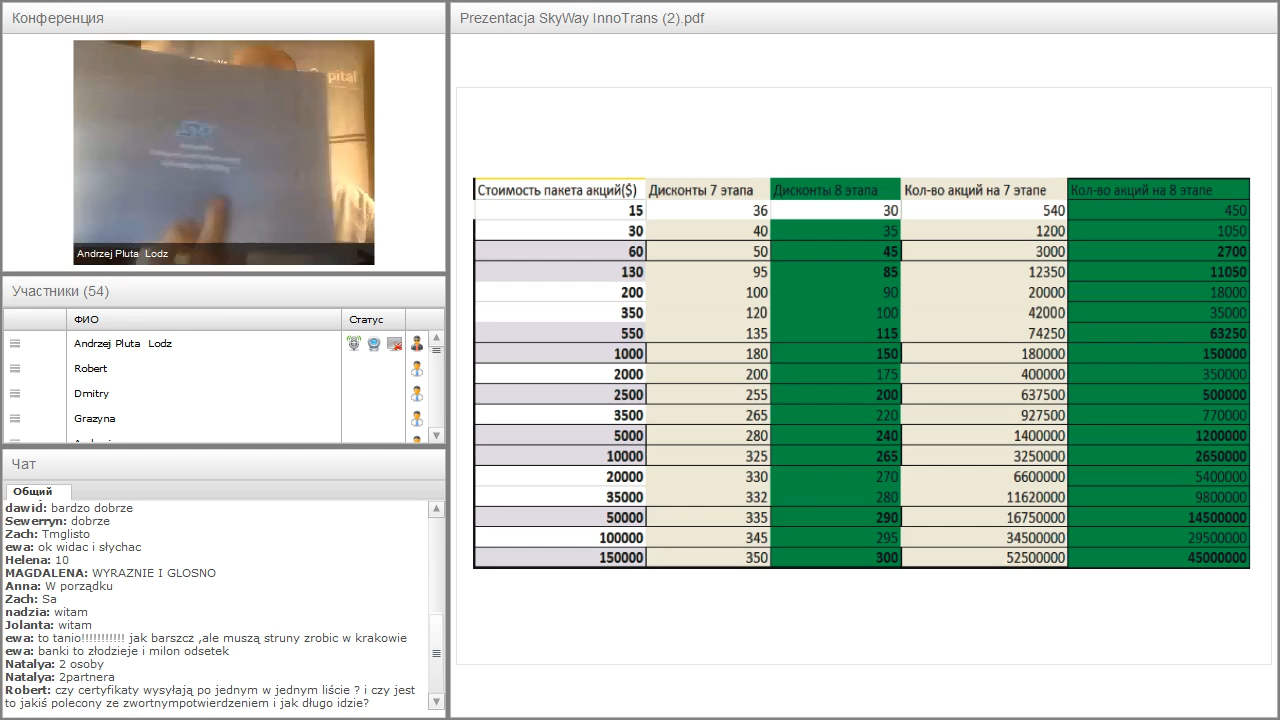 Конференция
pital
Andrzej Pluta Lodz
Участники (54)
ФИО Статус
Andrzej Pluta Lodz
Robert
Dmitry
Grazyna
Чат
Общий
dawid: bardzo dobrze
Sewerryn: dobrze
Zach: Tmglisto
ewa: ok widac i słychac
Helena: 10
MAGDALENA: WYRAZNIE I GLOSNO
Anna: W porządku
Zach: Sa
nadzia: witam
Jolanta: witam
ewa: to tanio!!!!!!!!!!! jak barszcz ,ale muszą struny zrobic w krakowie
ewa: banki to złodzieje i milon odsetek
Natalya: 2 osoby
Natalya: 2partnera
Robert: czy certyfikaty wysyłają po jednym w jednym liście ? i czy jest
to jakiś polecony ze zwortnym potwierdzeniem i jak długo idzie?
Prezentacja SkyWay InnoTrans (2).pdf
Стоимость пакета акций($) Дисконты 7 этапа Дисконты 8 этапа Кол-во акций на 7 этапе Кол-во акций на 8 этапе
15 36 30 540 450
30 40 35 1200 1050
60 50 45 3000 2700
130 95 85 12350 11050
200 100 90 20000 18000
350 120 100 42000 35000
550 135 115 74250 63250
1000 180 150 180000 150000
2000 200 175 400000 350000
2500 255 200 637500 500000
3500 265 220 927500 770000
5000 280 240 1400000 1200000
10000 325 265 3250000 2650000
20000 330 270 6600000 5400000
35000 332 280 11620000 9800000
50000 335 290 16750000 14500000
100000 345 295 34500000 29500000
150000 350 300 52500000 45000000